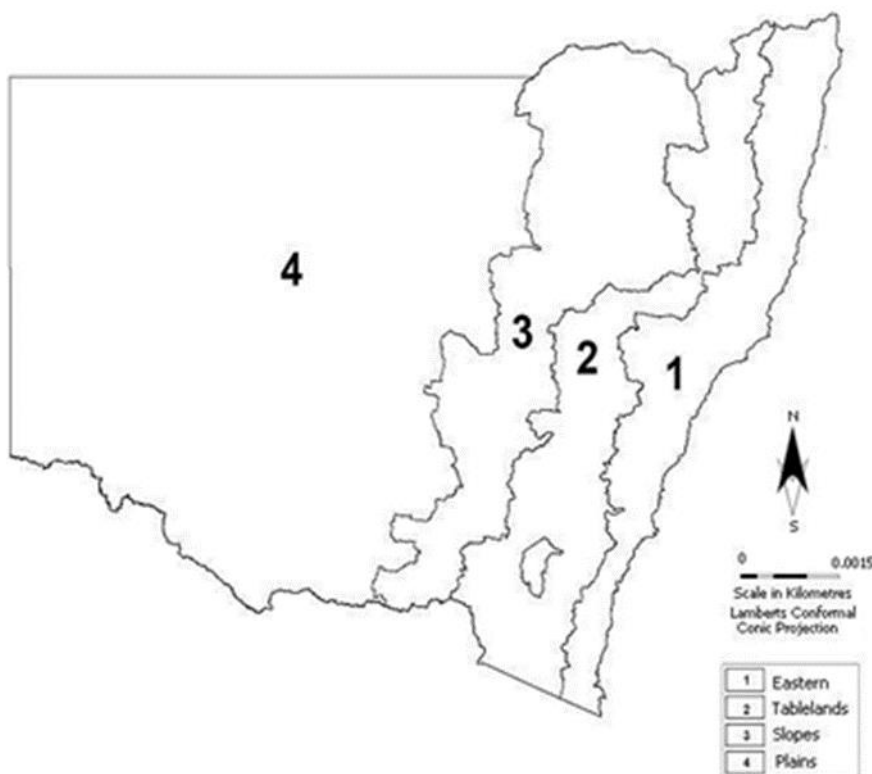 4
3
2
1
N
S
0 0.0015
Scale in Kilometres
Lamberts Conformal
Conic Projection
1 Eastern
2 Tablelands
3 Slopes
4 Plains